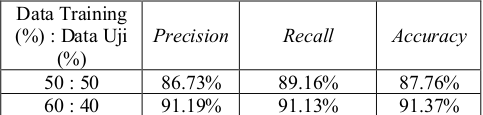 Data Training
(%) : Data Uji
(%)
Precision
Recall
Accuracy
50 : 50 86.73% 89.16% 87.76%
60 : 40 91.19% 91.13% 91.37%